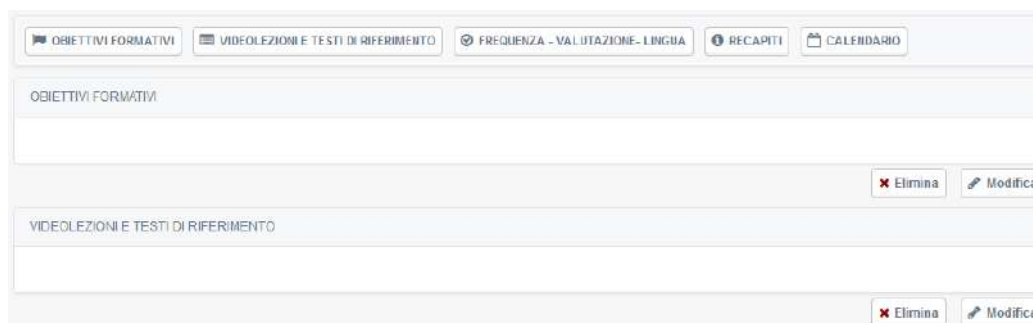 OBIETTIVI FORMATIVI VIDEOLEZIONI E TESTI DI RIFERIMENTO FREQUENZA - VALUTAZIONE- LINGUA RECAPITI CALENDARIO
OBIETTIVI FORMATIVI
Elimina Modifica
VIDEOLEZIONI E TESTI DI RIFERIMENTO
Elimina Modifica